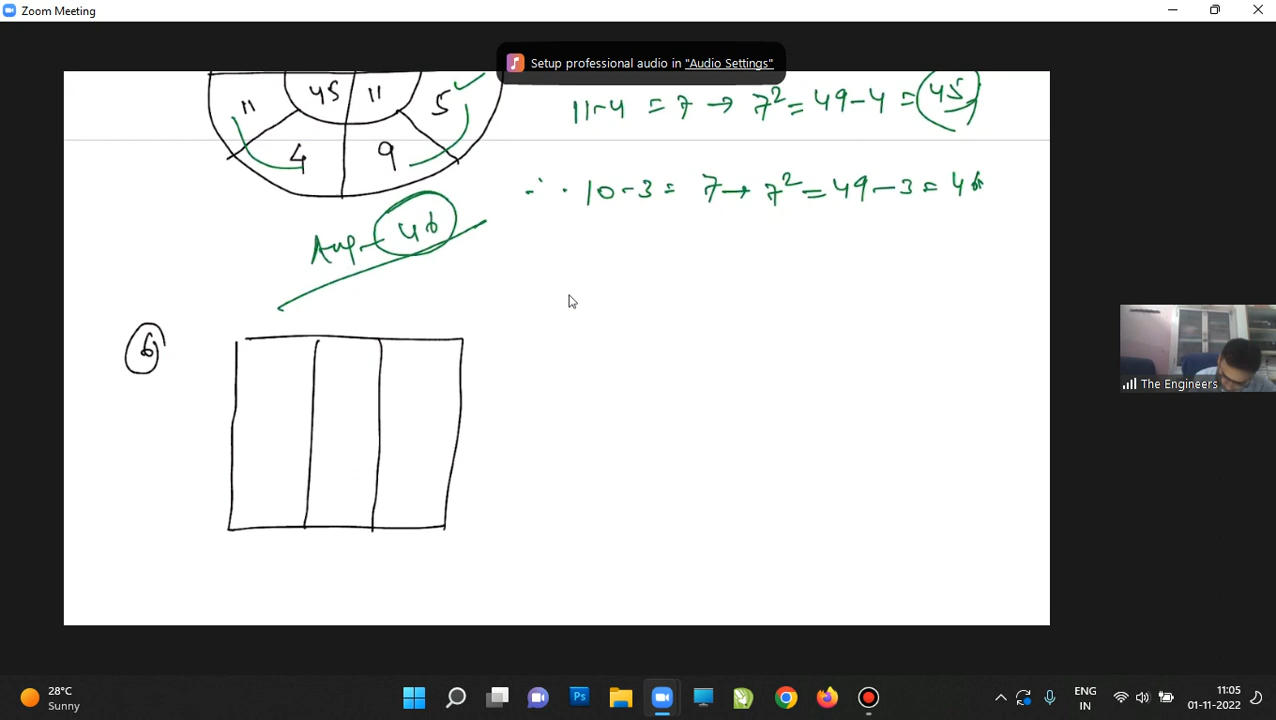 Zoom Meeting
Setup professional audio in "Audio Settings"
11 45 11 5
4 9
11-4 = 7 → 7² = 49-4 = 45
∴ 10-3 = 7 → 7² = 49-3 = 46
46
6
The Engineers
28°C
Sunny
ENG
IN
11:05
01-11-2022